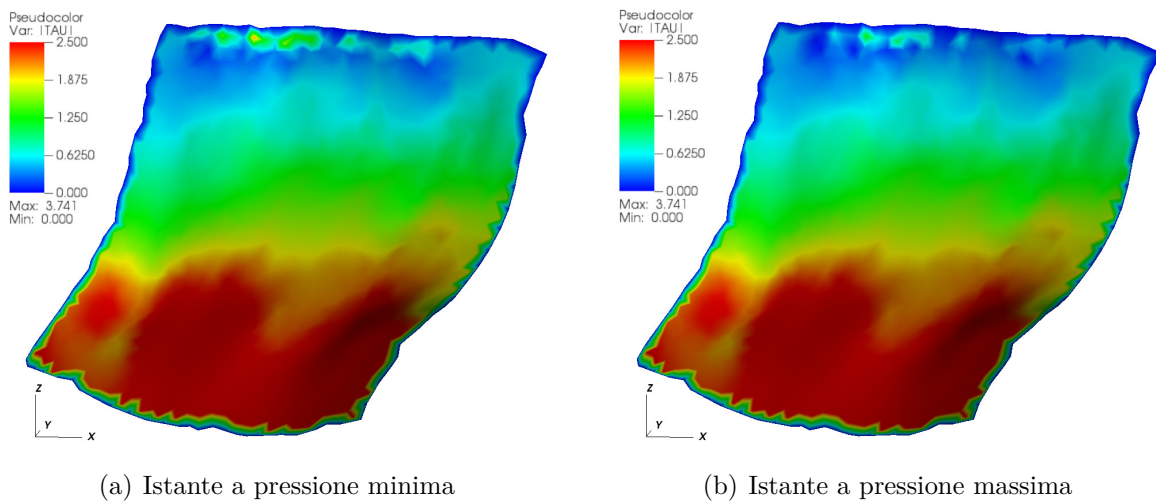 Pseudocolor
Var: |TAU|
2.500
1.875
1.250
0.6250
0.000
Max: 3.741
Min: 0.000
Z
Y
X
(a) Istante a pressione minima
Pseudocolor
Var: |TAU|
2.500
1.875
1.250
0.6250
0.000
Max: 3.741
Min: 0.000
Z
Y
X
(b) Istante a pressione massima